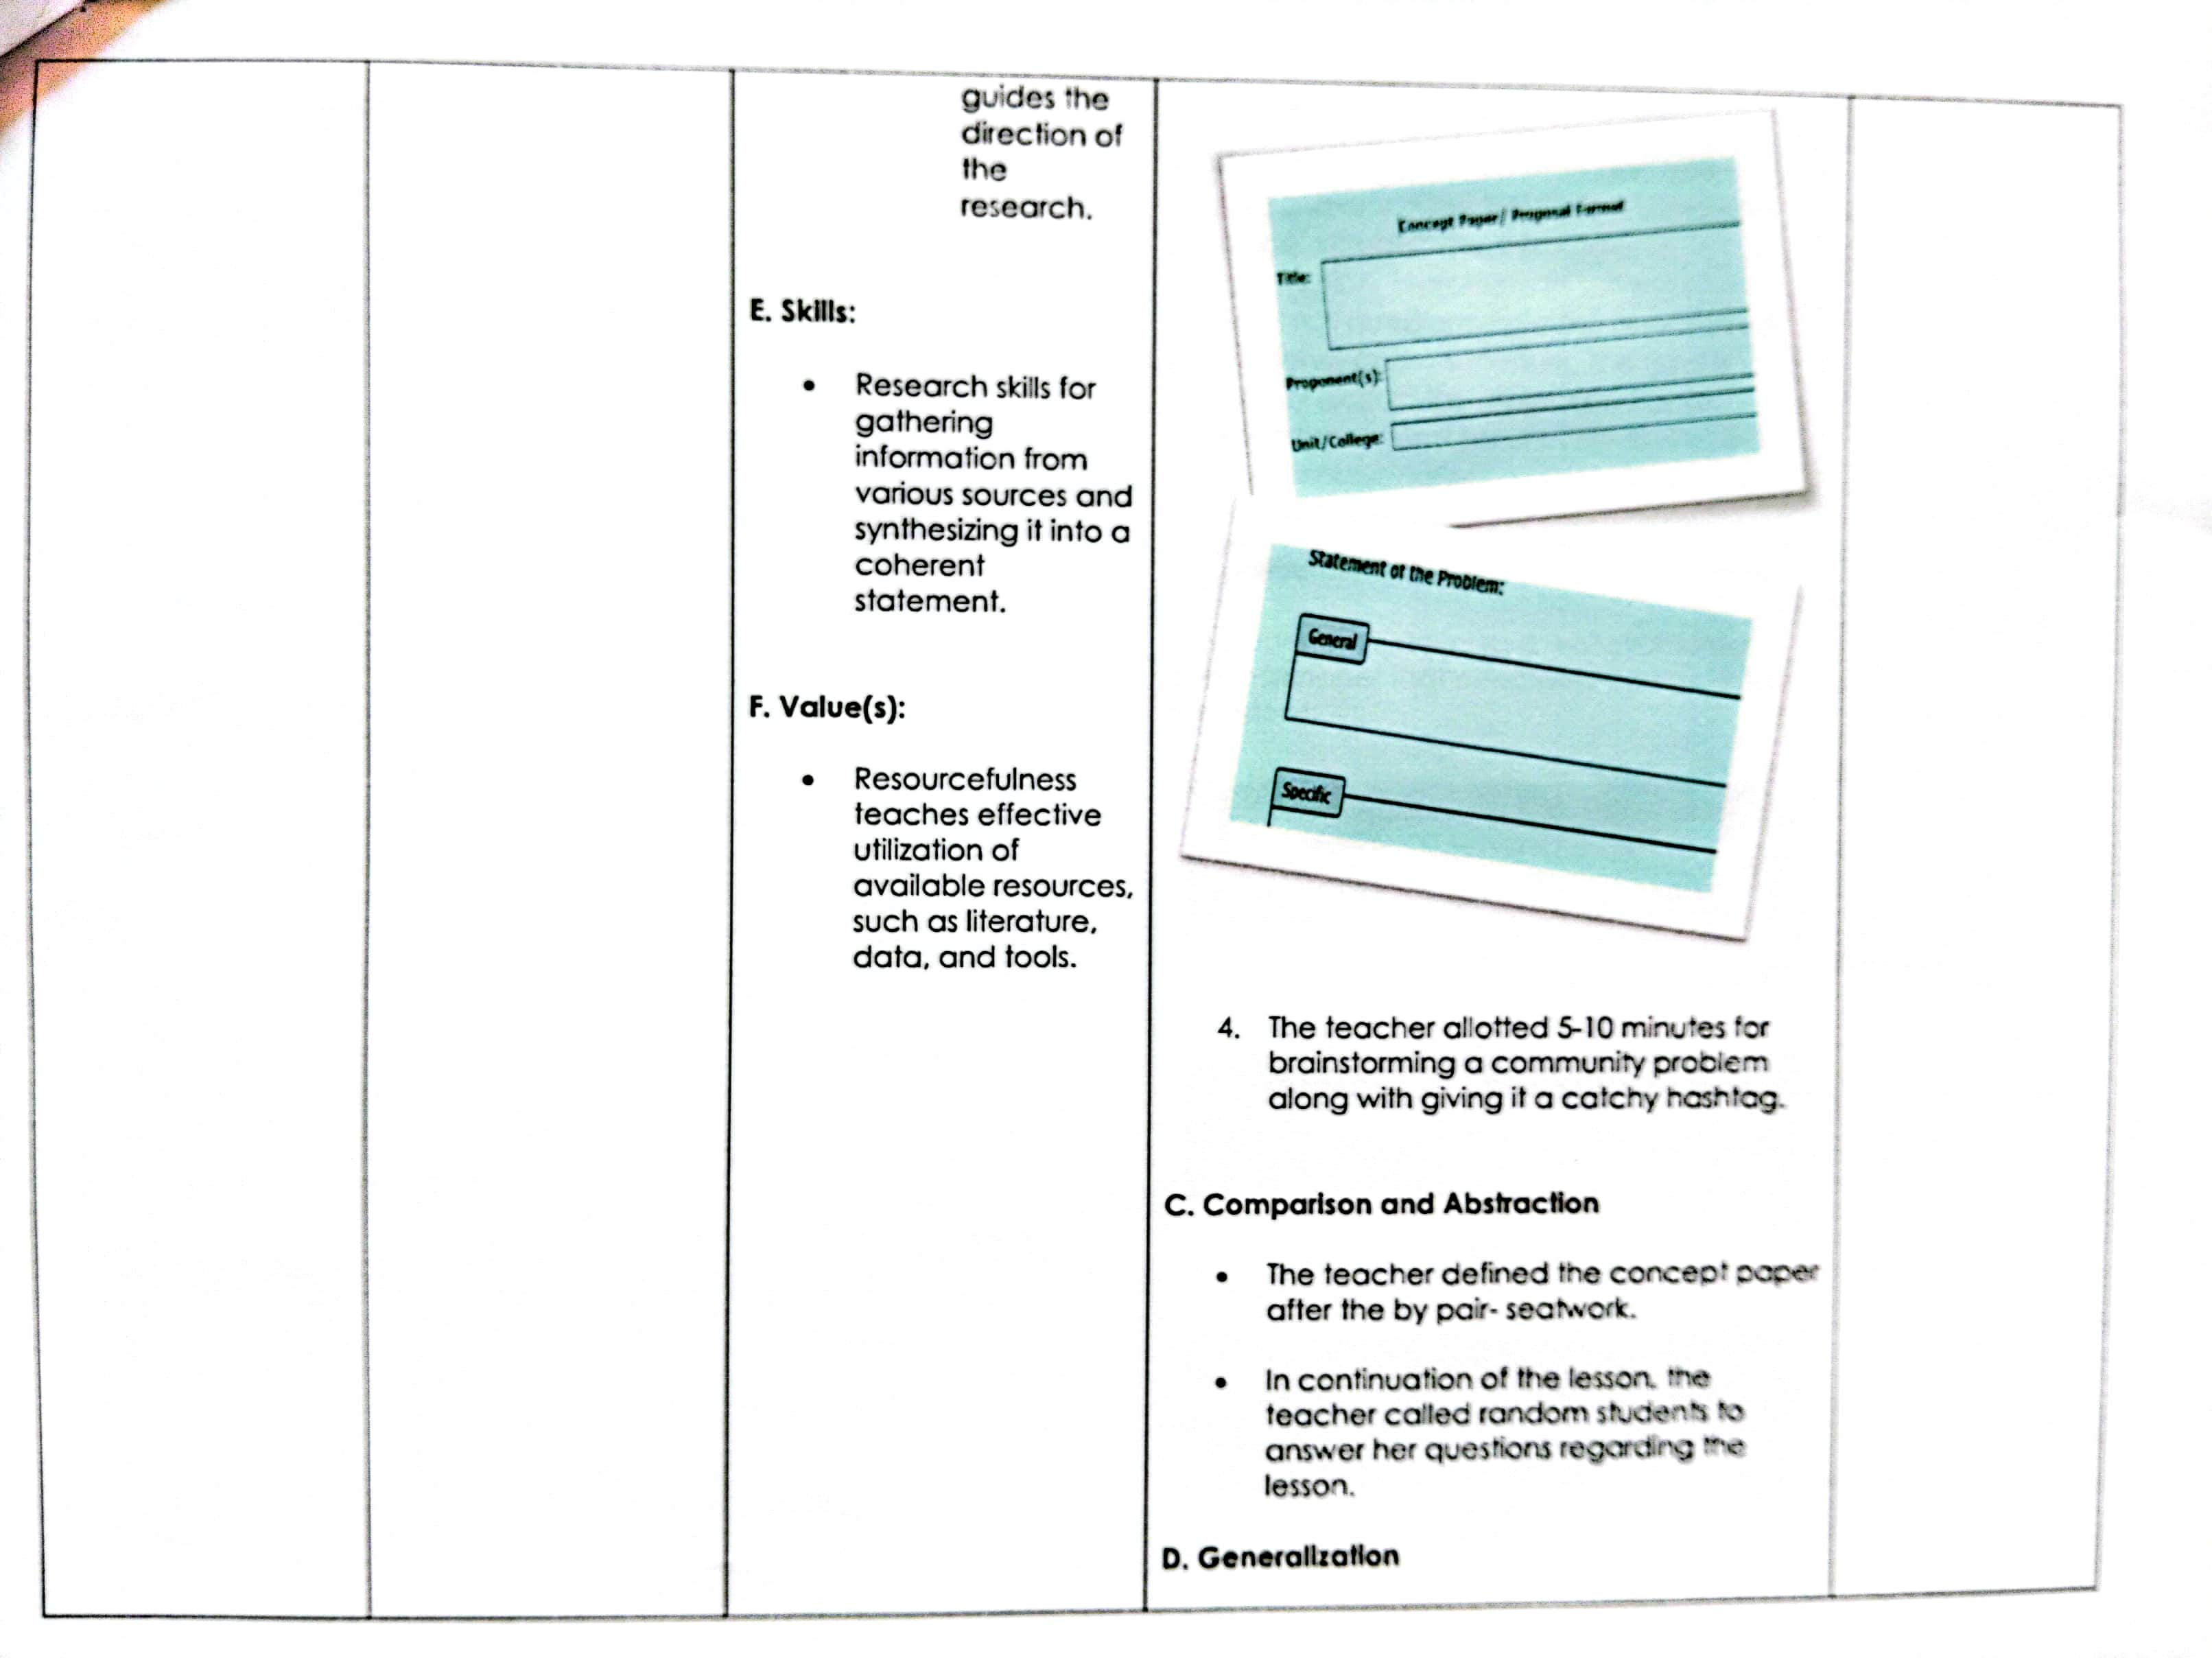 guides the
direction of
the
research.
E. Skills:
• Research skills for
gathering
information from
various sources and
synthesizing it into a
coherent
statement.
F. Value(s):
• Resourcefulness
teaches effective
utilization of
available resources,
such as literature,
data, and tools.
Concept Paper/ Proposal Format
Title:
Proponent(s):
Unit/College:
Statement of the Problem:
General
Specific
4. The teacher allotted 5-10 minutes for
brainstorming a community problem
along with giving it a catchy hashtag.
C. Comparison and Abstraction
• The teacher defined the concept paper
after the by pair- seatwork.
• In continuation of the lesson, the
teacher called random students to
answer her questions regarding the
lesson.
D. Generalization